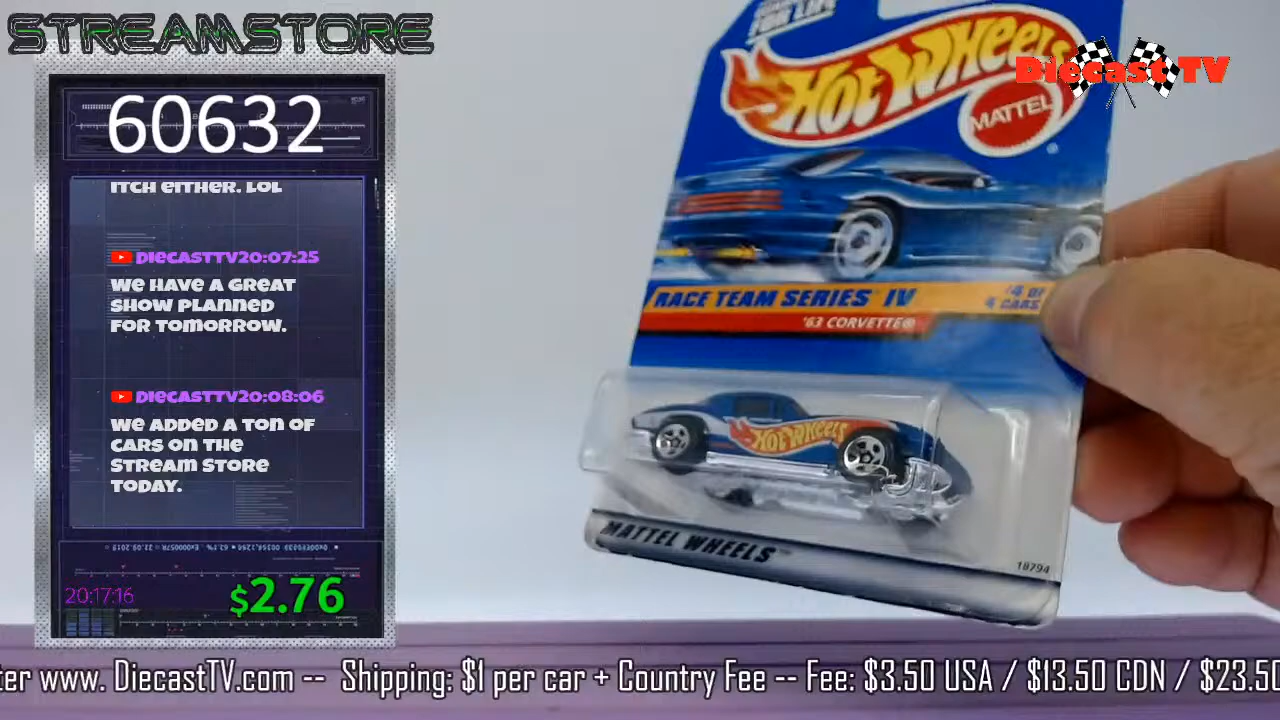 STREAMSTORE
60632
ITCH EITHER. LOL
DIECASTTV20:07:25
WE HAVE A GREAT
SHOW PLANNED
FOR TOMORROW.
DIECASTTV20:08:06
WE ADDED A TON OF
CARS ON THE
STREAM STORE
TODAY.
20:17:16
$2.76
FOR LIFE
HOT WHEELS
MATTEL
Diecast TV
RACE TEAM SERIES IV
#4 OF
4 CARS
'63 CORVETTE®
HOT WHEELS
MATTEL WHEELS™
18794
ter www. DiecastTV.com -- Shipping: $1 per car + Country Fee -- Fee: $3.50 USA / $13.50 CDN / $23.50